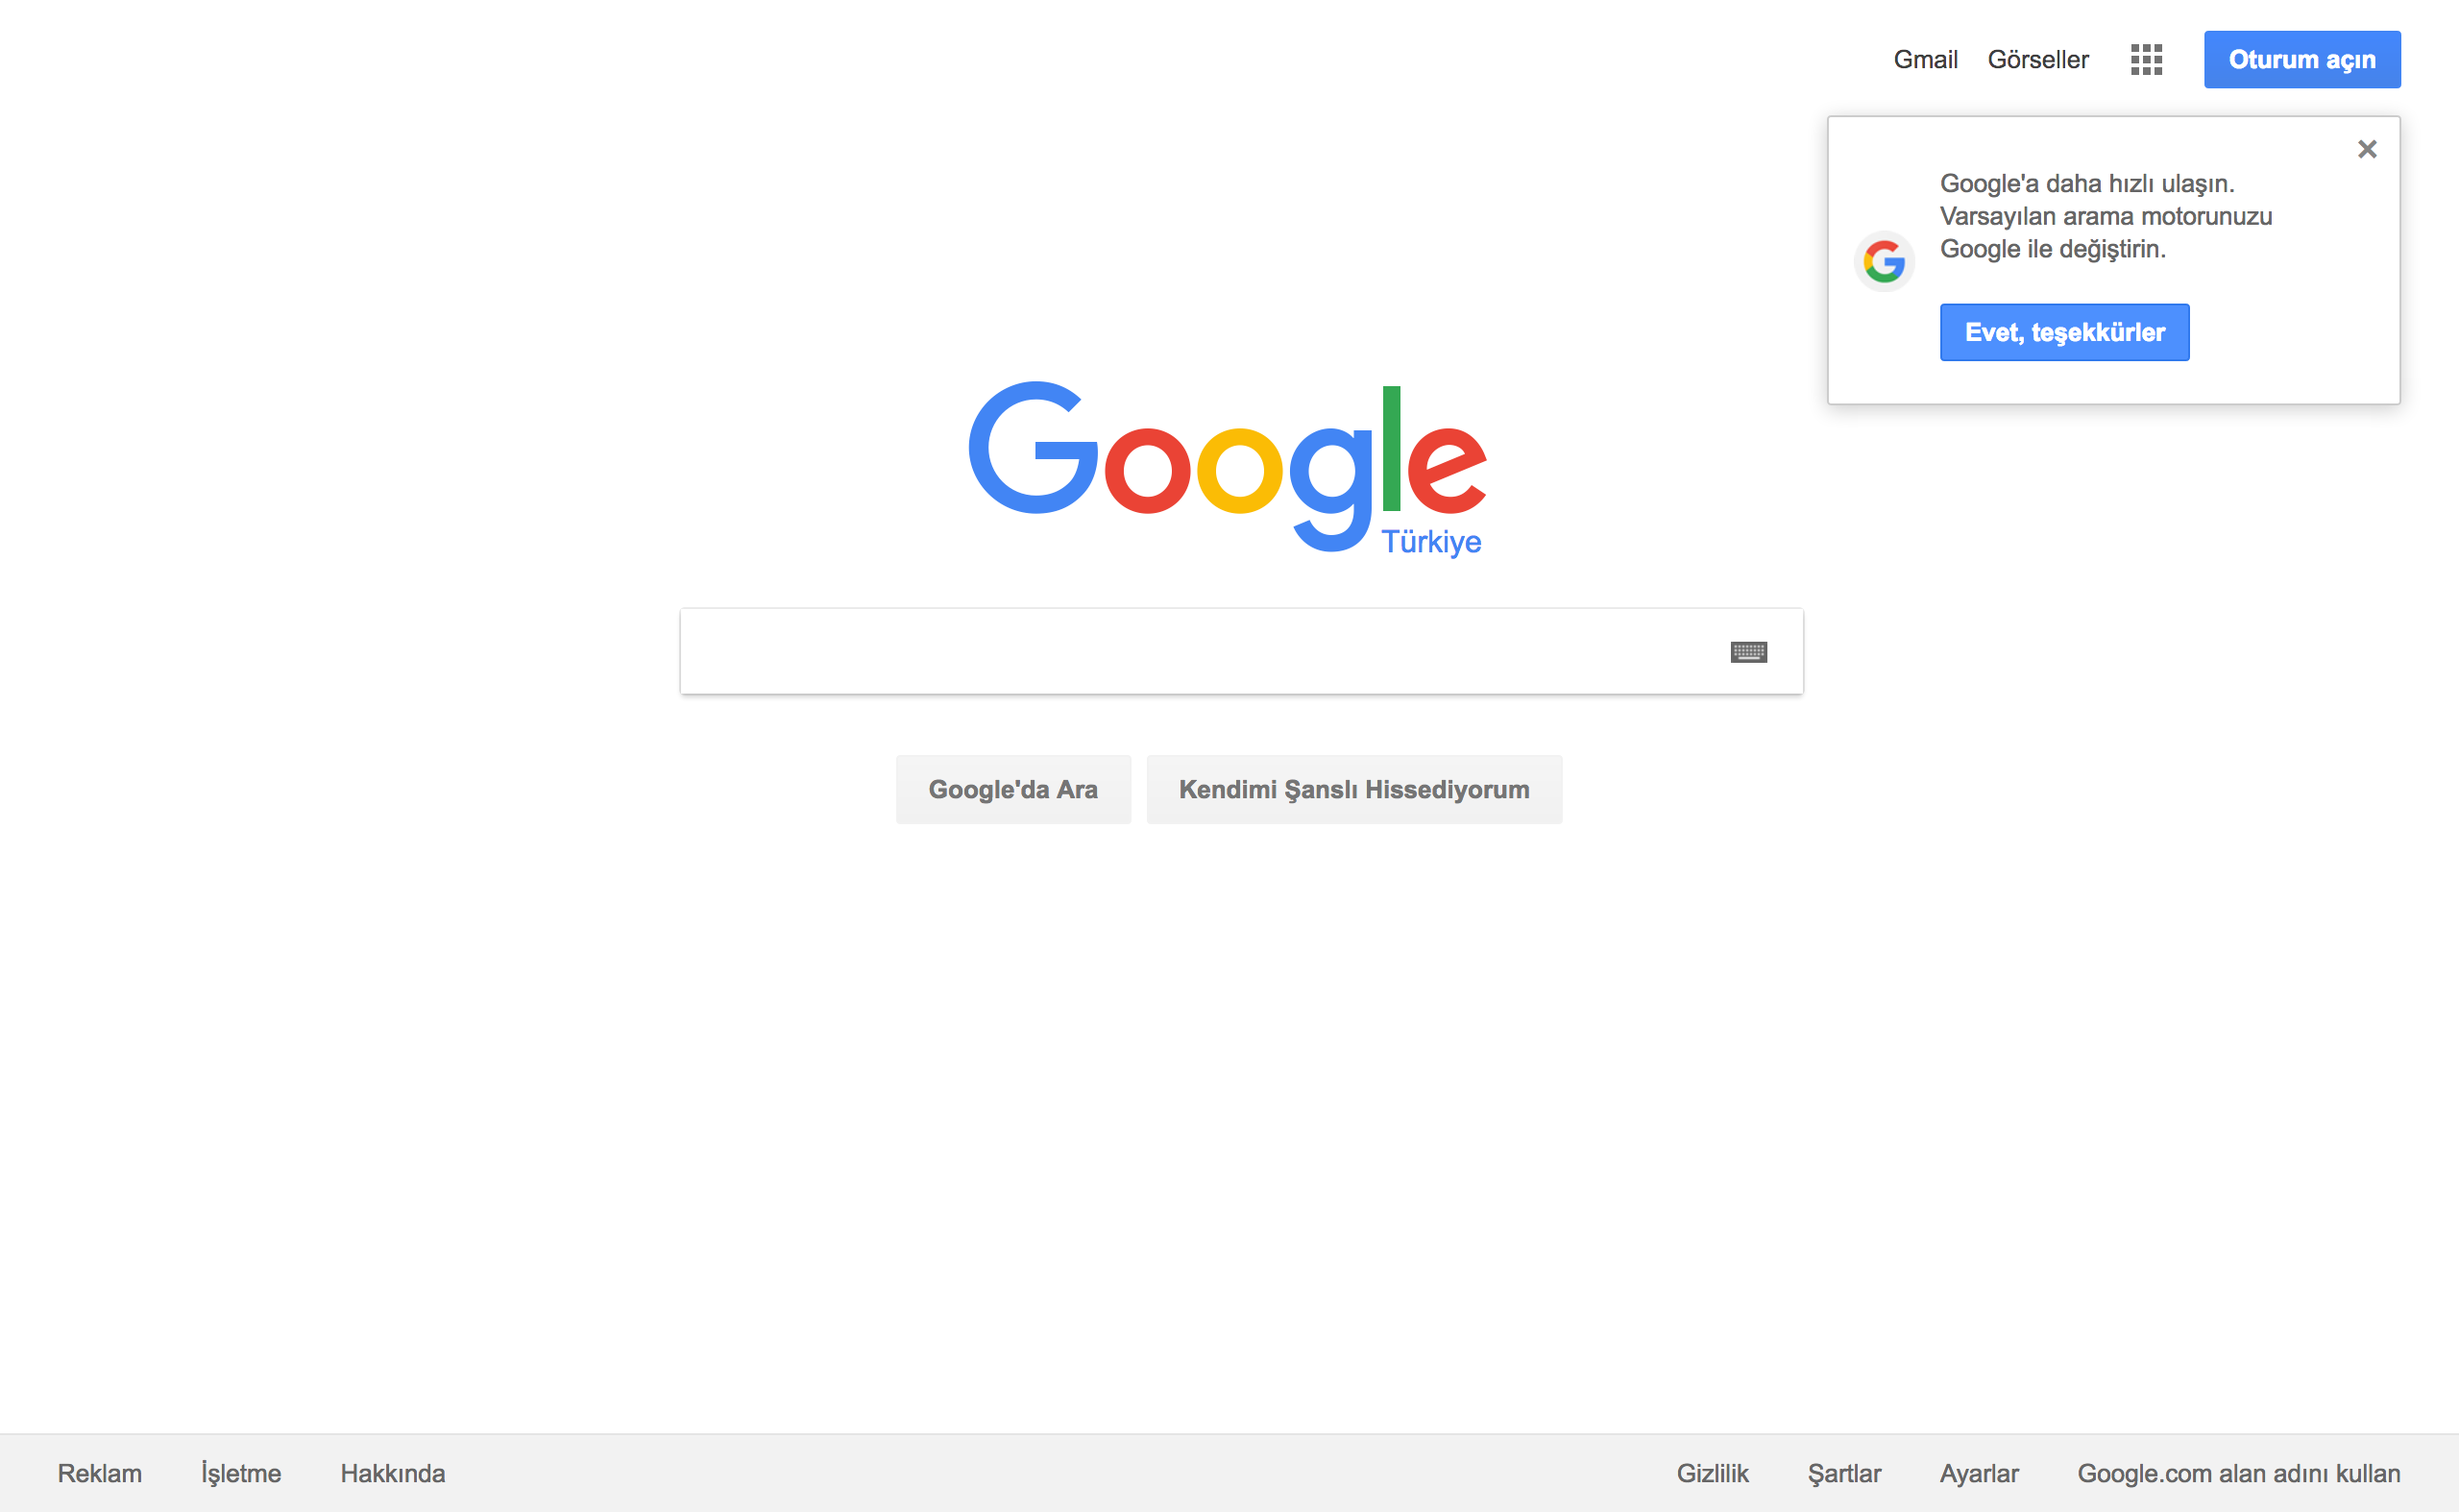 Gmail Görseller Oturum açın
Google'a daha hızlı ulaşın.
Varsayılan arama motorunuzu
Google ile değiştirin.
Evet, teşekkürler
Google
Türkiye
Google'da Ara Kendimi Şanslı Hissediyorum
Reklam İşletme Hakkında Gizlilik Şartlar Ayarlar Google.com alan adını kullan